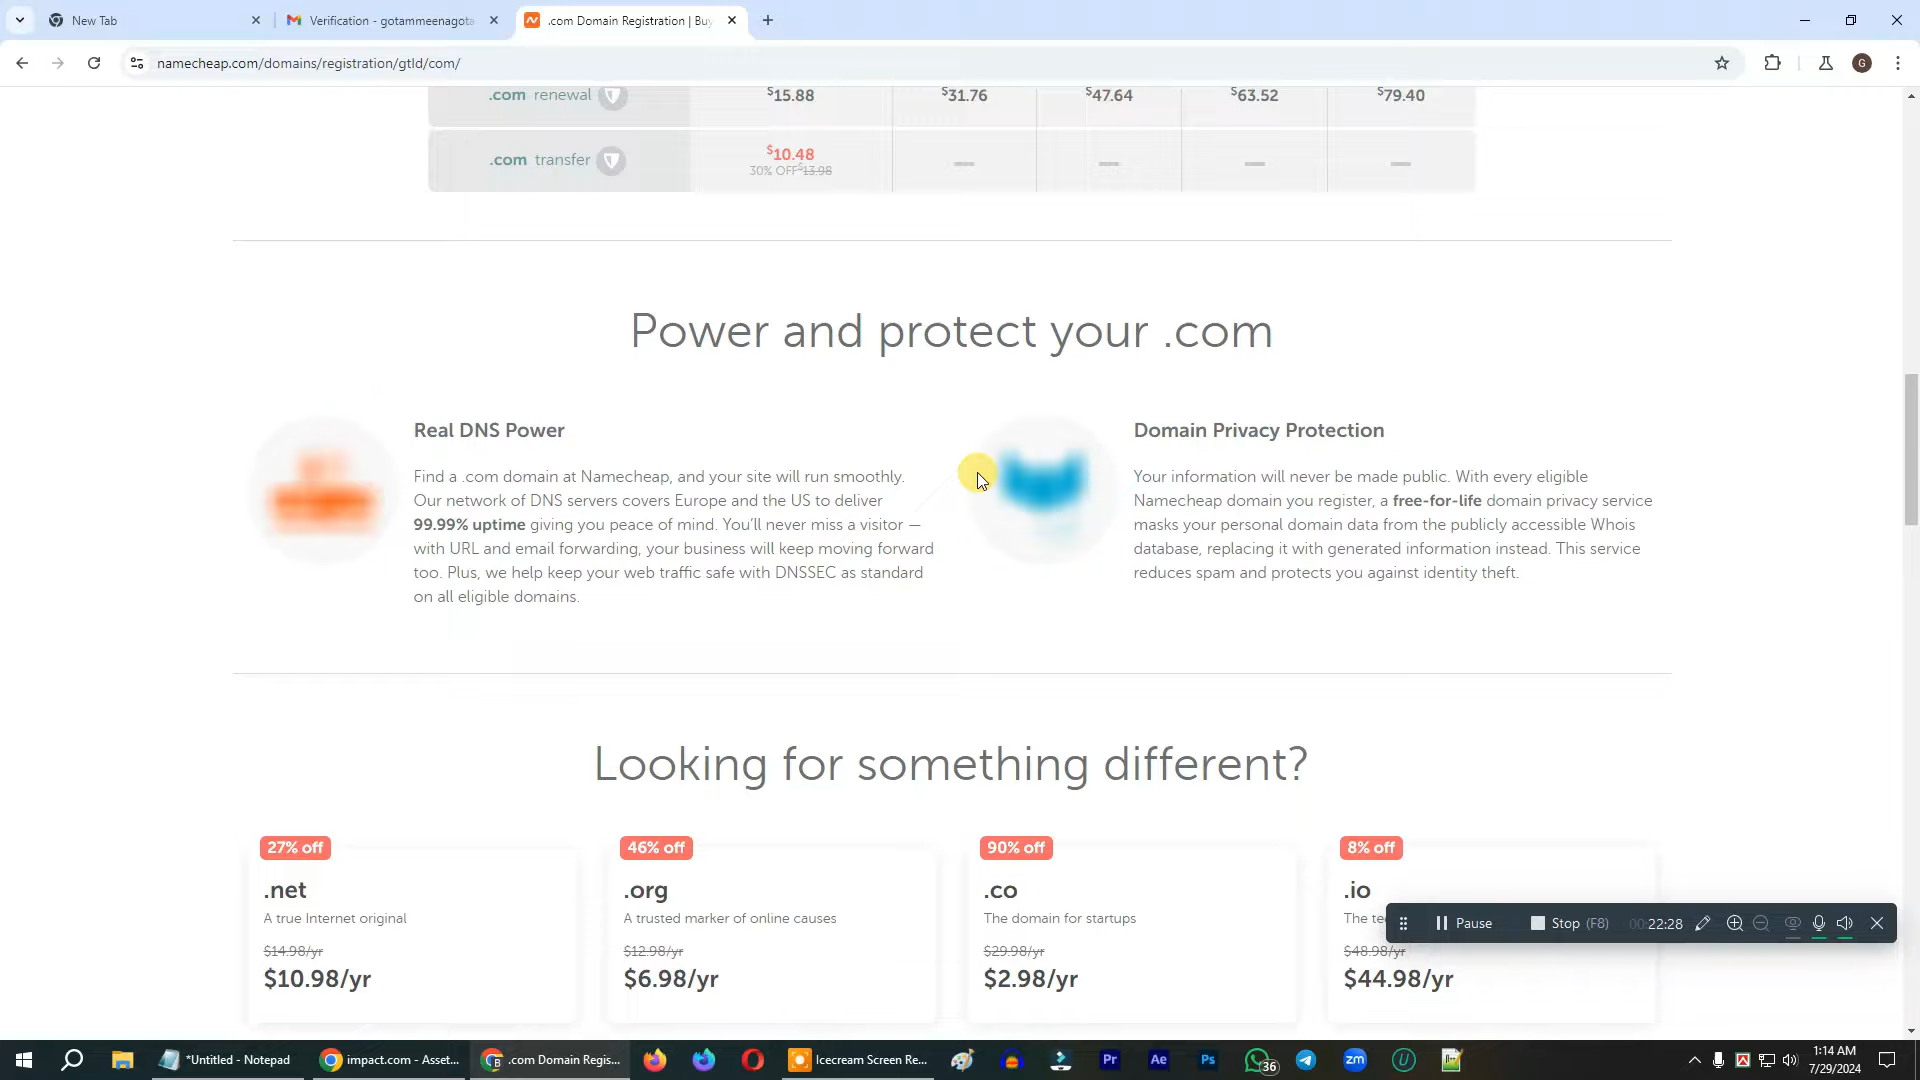 New Tab
Verification - gotammeenagota
.com Domain Registration | Buy
namecheap.com/domains/registration/gtld/com/
G
.com renewal $15.88 $31.76 $47.64 $63.52 $79.40
.com transfer $10.48 — — — —
30% OFF $13.98
Power and protect your .com
Real DNS Power
Find a .com domain at Namecheap, and your site will run smoothly.
Our network of DNS servers covers Europe and the US to deliver
99.99% uptime giving you peace of mind. You’ll never miss a visitor —
with URL and email forwarding, your business will keep moving forward
too. Plus, we help keep your web traffic safe with DNSSEC as standard
on all eligible domains.
Domain Privacy Protection
Your information will never be made public. With every eligible
Namecheap domain you register, a free-for-life domain privacy service
masks your personal domain data from the publicly accessible Whois
database, replacing it with generated information instead. This service
reduces spam and protects you against identity theft.
Looking for something different?
27% off
.net
A true Internet original
$14.98/yr
$10.98/yr
46% off
.org
A trusted marker of online causes
$12.98/yr
$6.98/yr
90% off
.co
The domain for startups
$29.98/yr
$2.98/yr
8% off
.io
The te
$48.98/yr
$44.98/yr
Pause Stop (F8) 00:22:28
*Untitled - Notepad
impact.com - Asset...
.com Domain Regis...
Icecream Screen Re...
Pr
Ae
Ps
36
zm
U
1:14 AM
7/29/2024